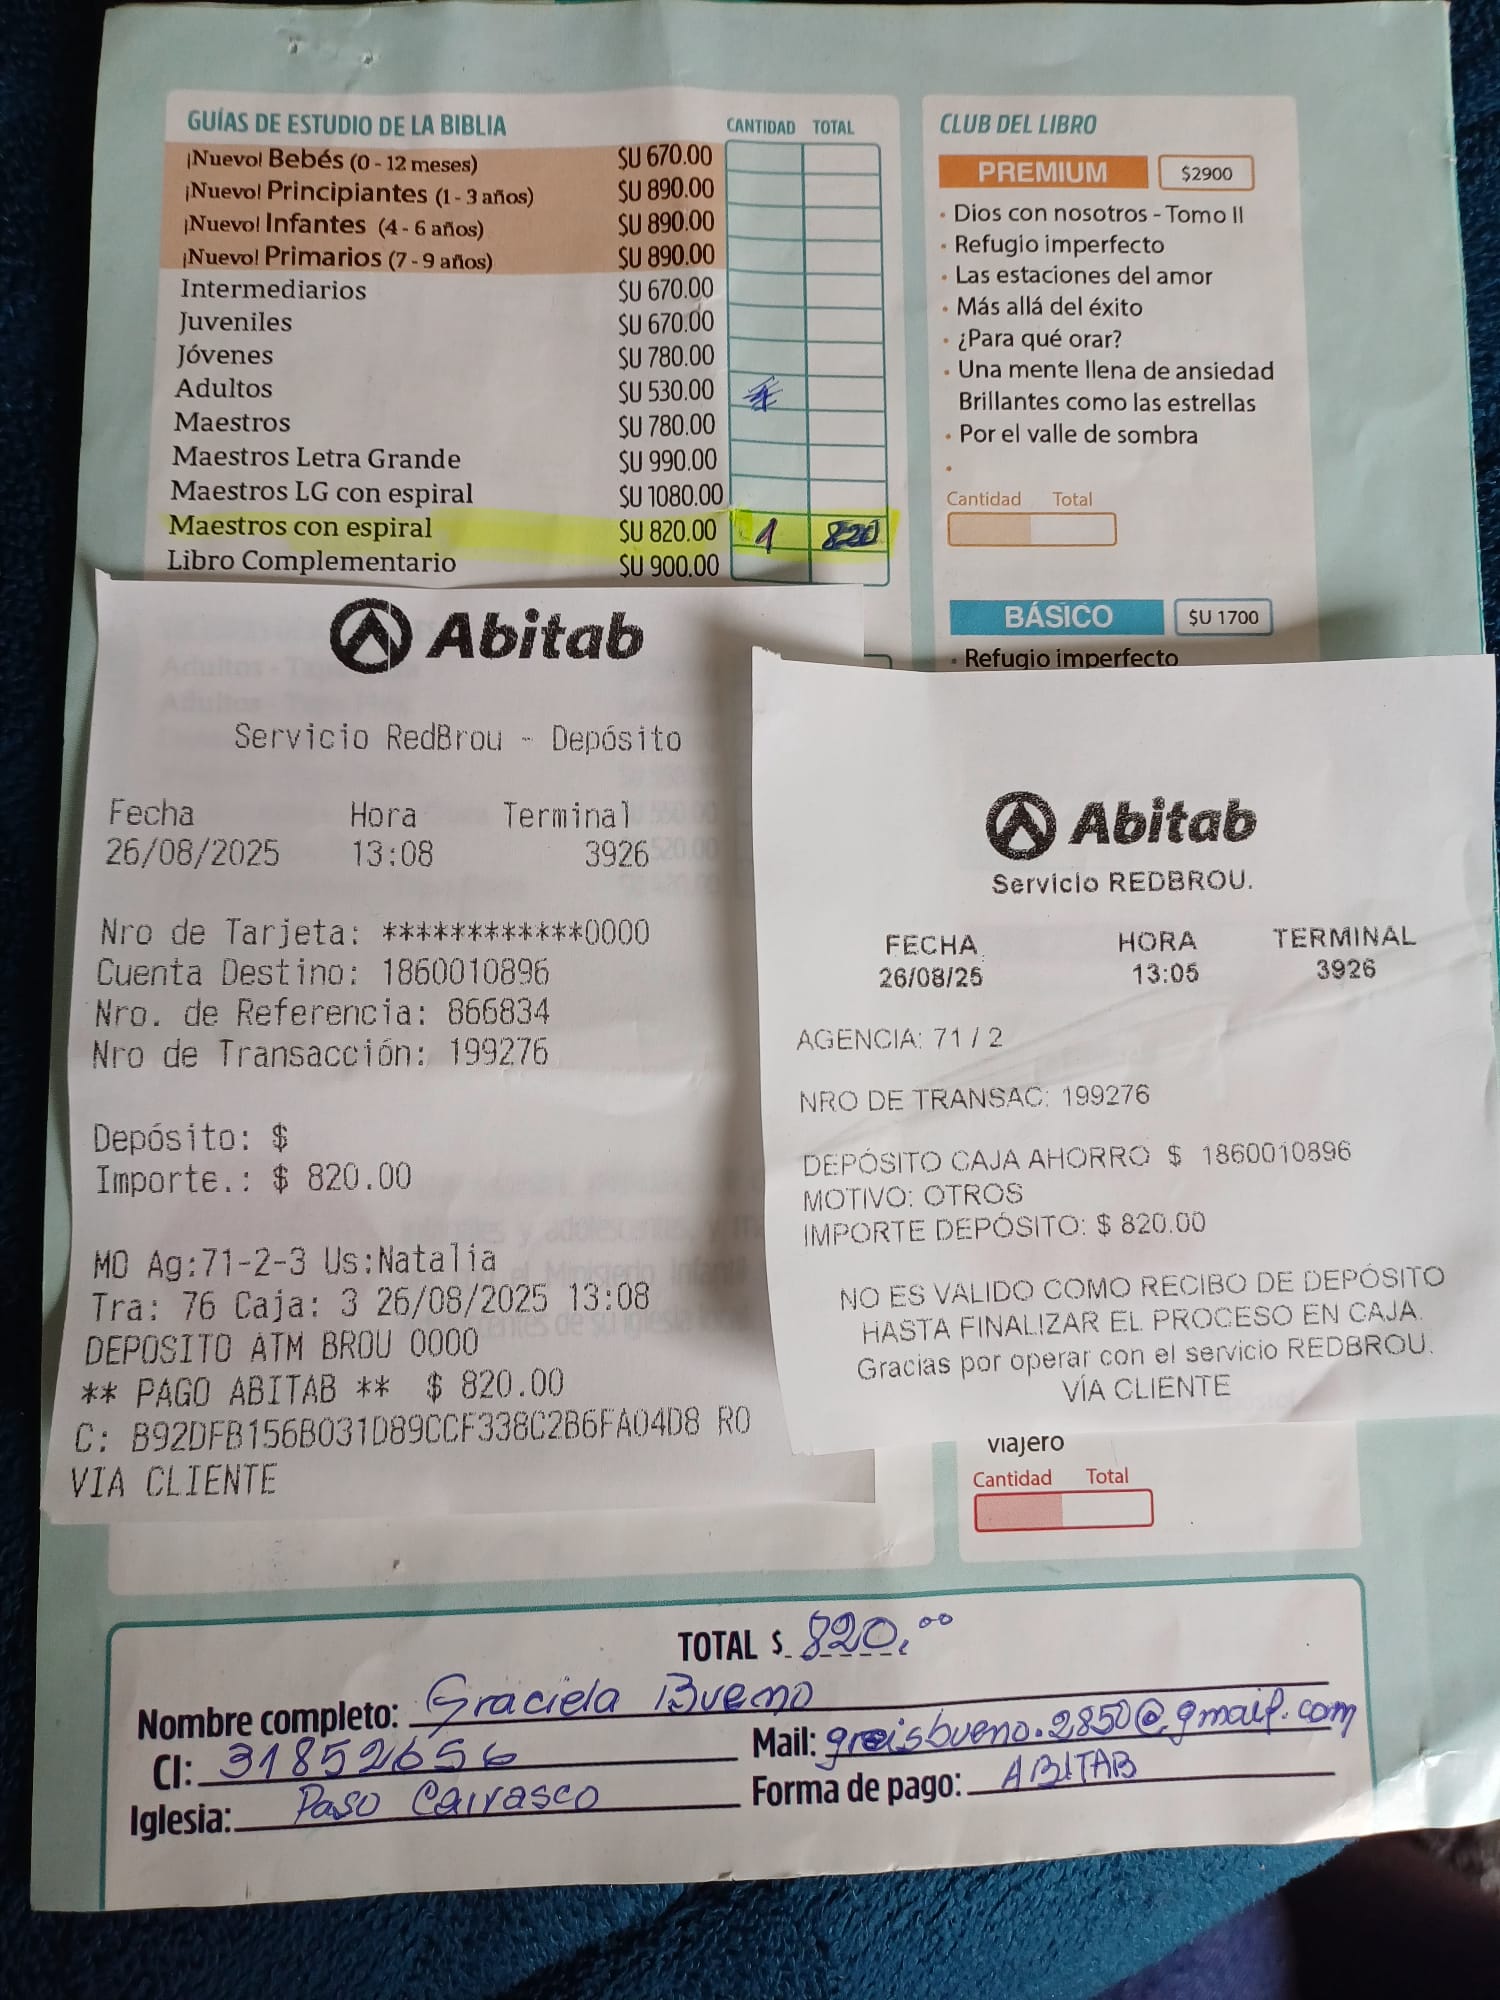 GUÍAS DE ESTUDIO DE LA BIBLIA CANTIDAD TOTAL
¡Nuevo! Bebés (0 - 12 meses) $U 670.00
¡Nuevo! Principiantes (1 - 3 años) $U 890.00
¡Nuevo! Infantes (4 - 6 años) $U 890.00
¡Nuevo! Primarios (7 - 9 años) $U 890.00
Intermediarios $U 670.00
Juveniles $U 670.00
Jóvenes $U 780.00
Adultos $U 530.00
Maestros $U 780.00
Maestros Letra Grande $U 990.00
Maestros LG con espiral $U 1080.00
Maestros con espiral $U 820.00 1 820
Libro Complementario $U 900.00
CLUB DEL LIBRO
PREMIUM $2900
· Dios con nosotros - Tomo II
· Refugio imperfecto
· Las estaciones del amor
· Más allá del éxito
· ¿Para qué orar?
· Una mente llena de ansiedad
Brillantes como las estrellas
· Por el valle de sombra
·
Cantidad Total
BÁSICO $U 1700
· Refugio imperfecto
Abitab
Servicio RedBrou - Depósito
Fecha Hora Terminal
26/08/2025 13:08 3926
Nro de Tarjeta: ************0000
Cuenta Destino: 1860010896
Nro. de Referencia: 866834
Nro de Transacción: 199276
Depósito: $
Importe.: $ 820.00
MO Ag:71-2-3 Us:Natalia
Tra: 76 Caja: 3 26/08/2025 13:08
DEPOSITO ATM BROU 0000
** PAGO ABITAB ** $ 820.00
C: B92DFB156B031D89CCF338C2B6FA04D8 RO
VIA CLIENTE
Abitab
Servicio REDBROU.
FECHA HORA TERMINAL
26/08/25 13:05 3926
AGENCIA: 71 / 2
NRO DE TRANSAC: 199276
DEPÓSITO CAJA AHORRO $ 1860010896
MOTIVO: OTROS
IMPORTE DEPÓSITO: $ 820.00
NO ES VALIDO COMO RECIBO DE DEPÓSITO
HASTA FINALIZAR EL PROCESO EN CAJA.
Gracias por operar con el servicio REDBROU.
VÍA CLIENTE
viajero
Cantidad Total
TOTAL $ 820.00
Nombre completo: Graciela Bueno
CI: 31852656 Mail: greisbueno.2850@gmail.com
Iglesia: Paso Carrasco Forma de pago: ABITAB